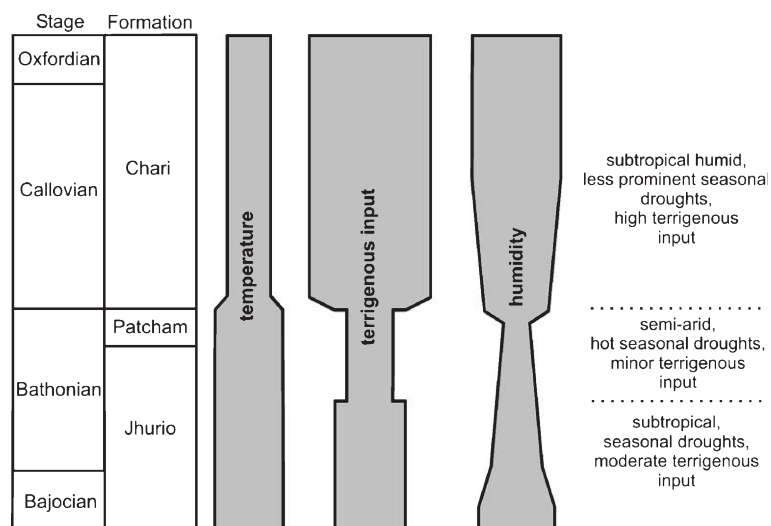 Stage Formation
Oxfordian
Callovian
Chari
Patcham
Bathonian
Jhurio
Bajocian
temperature
terrigenous input
humidity
subtropical humid,
less prominent seasonal
droughts,
high terrigenous
input
semi-arid,
hot seasonal droughts,
minor terrigenous
input
subtropical,
seasonal droughts,
moderate terrigenous
input